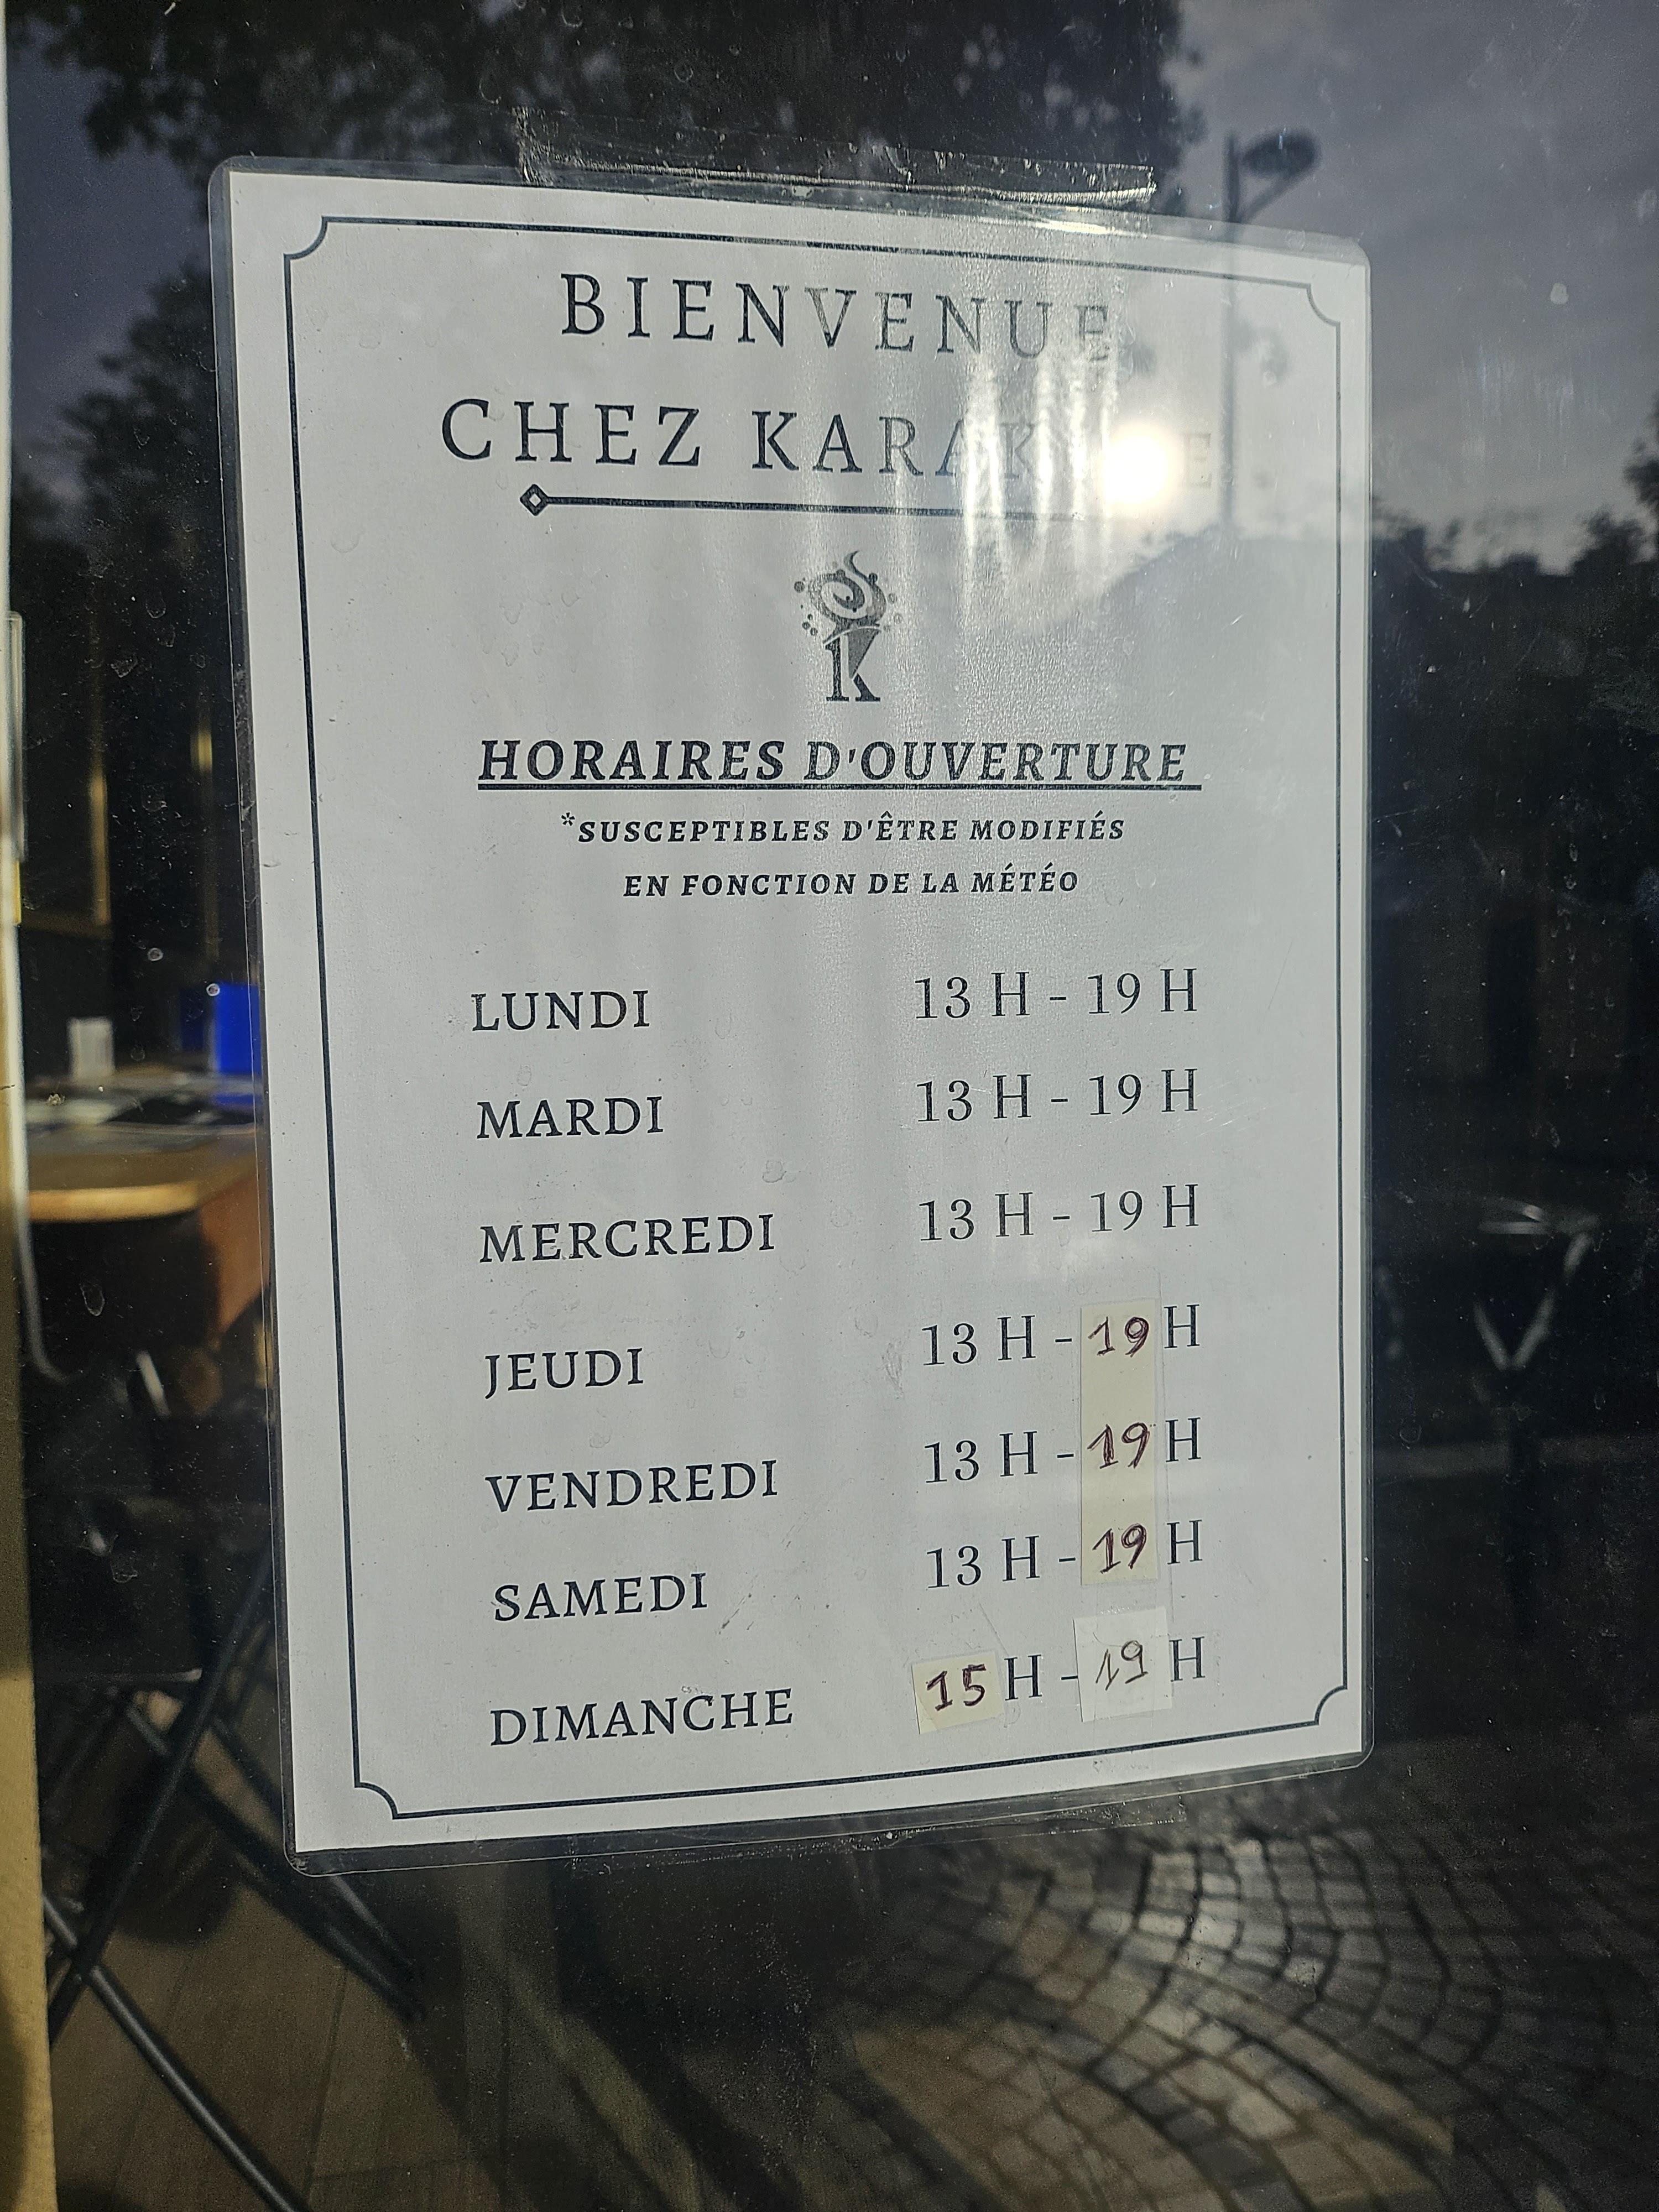 BIENVENUE
CHEZ
K
HORAIRES D'OUVERTURE
*SUSCEPTIBLES D'ÊTRE MODIFIÉS
EN FONCTION DE LA MÉTÉO
LUNDI 13 H - 19 H
MARDI 13 H - 19 H
MERCREDI 13 H - 19 H
JEUDI 13 H - 19 H
VENDREDI 13 H - 19 H
SAMEDI 13 H - 19 H
DIMANCHE 15 H - 19 H